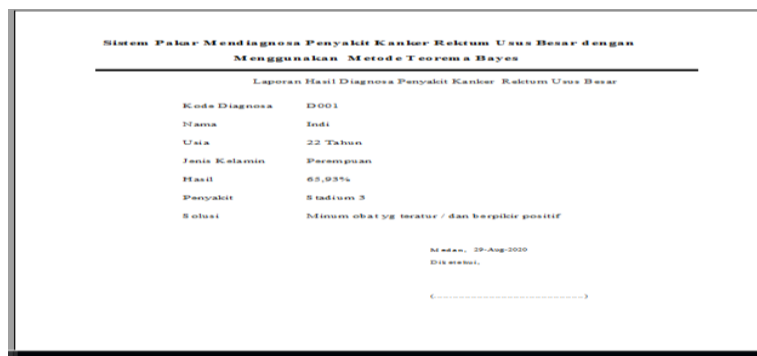 Sistem Pakar Mendiagnosa Penyakit Kanker Rektum Usus Besar dengan
Menggunakan Metode Teorema Bayes
Laporan Hasil Diagnosa Penyakit Kanker Rektum Usus Besar
Kode Diagnosa D001
Nama Indi
Usia 22 Tahun
Jenis Kelamin Perempuan
Hasil 65,93%
Penyakit Stadium 3
Solusi Minum obat yg teratur / dan berpikir positif
Medan, 29-Aug-2020
Diketahui,
(..............................)